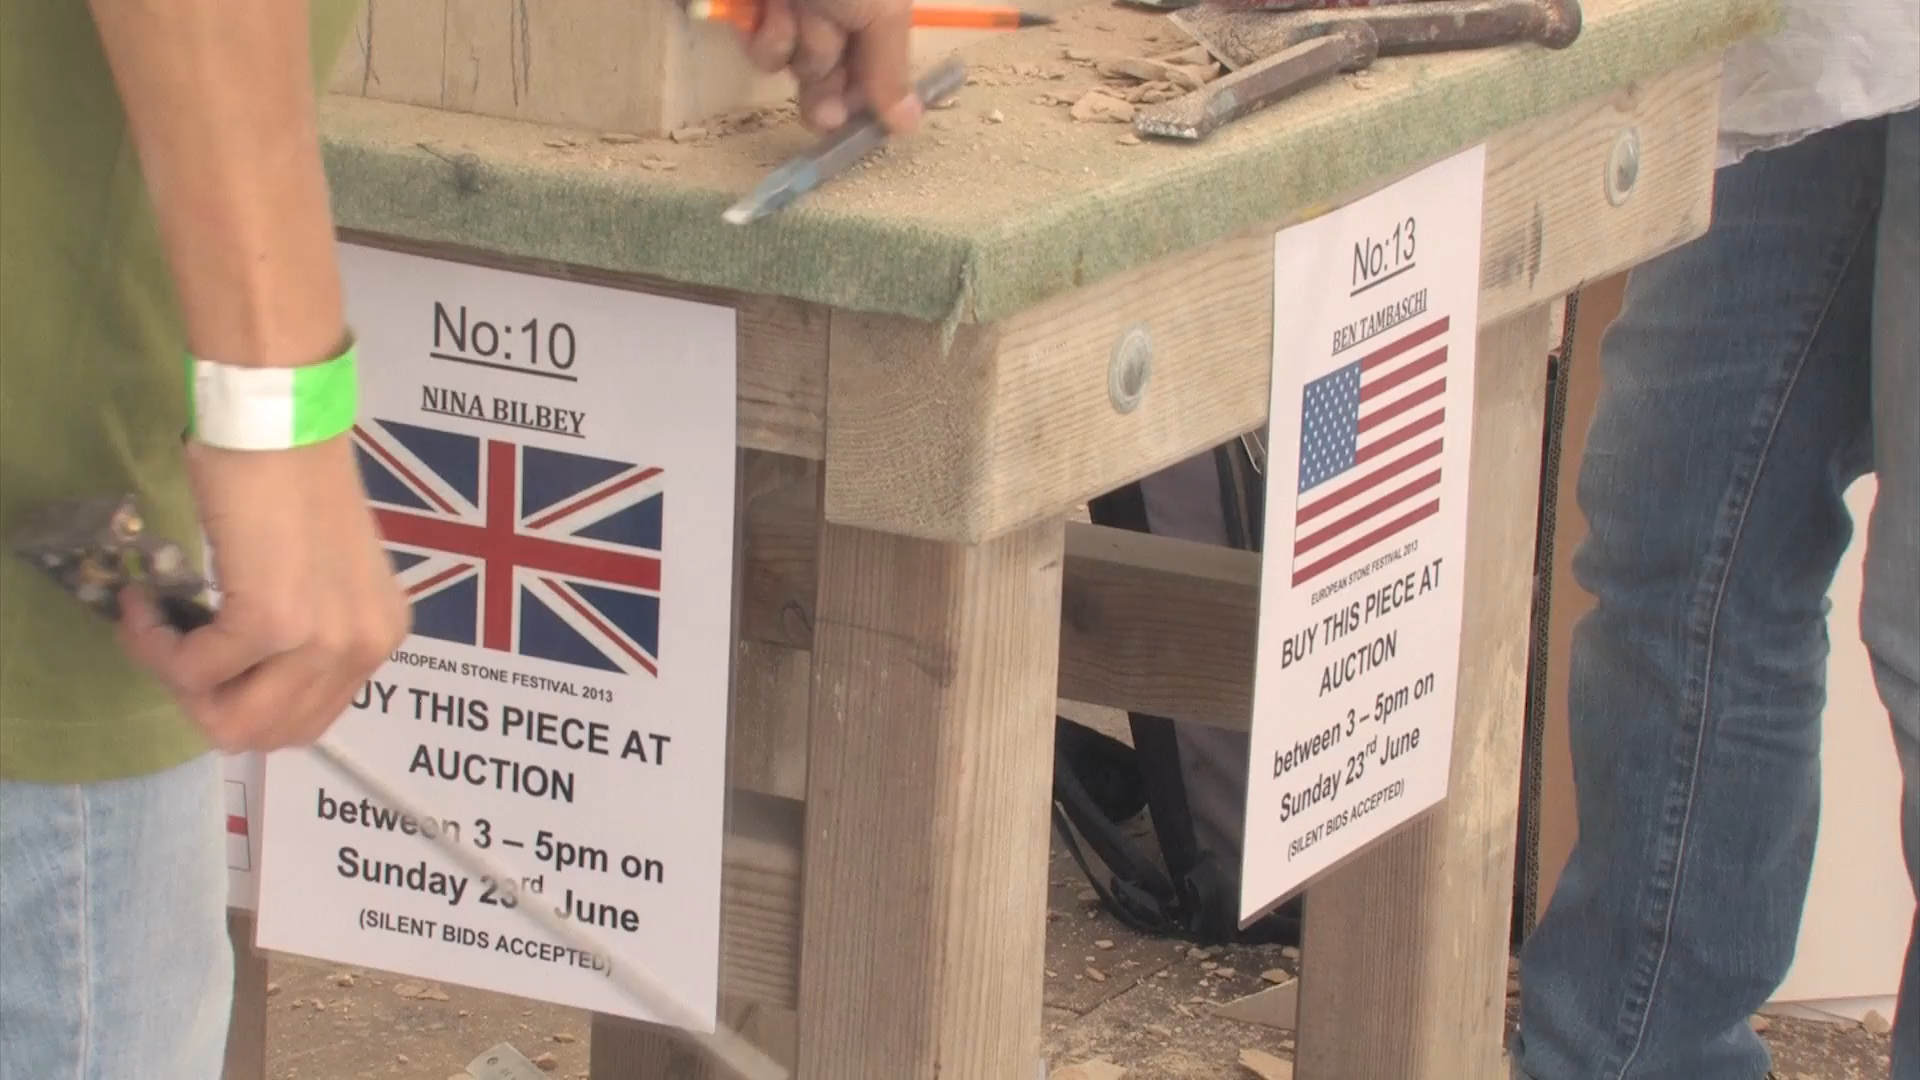 No:10
NINA BILBEY
EUROPEAN STONE FESTIVAL 2013
BUY THIS PIECE AT
AUCTION
between 3 – 5pm on
Sunday 23rd June
(SILENT BIDS ACCEPTED)
No:13
BEN TAMBASCHI
EUROPEAN STONE FESTIVAL 2013
BUY THIS PIECE AT
AUCTION
between 3 – 5pm on
Sunday 23rd June
(SILENT BIDS ACCEPTED)